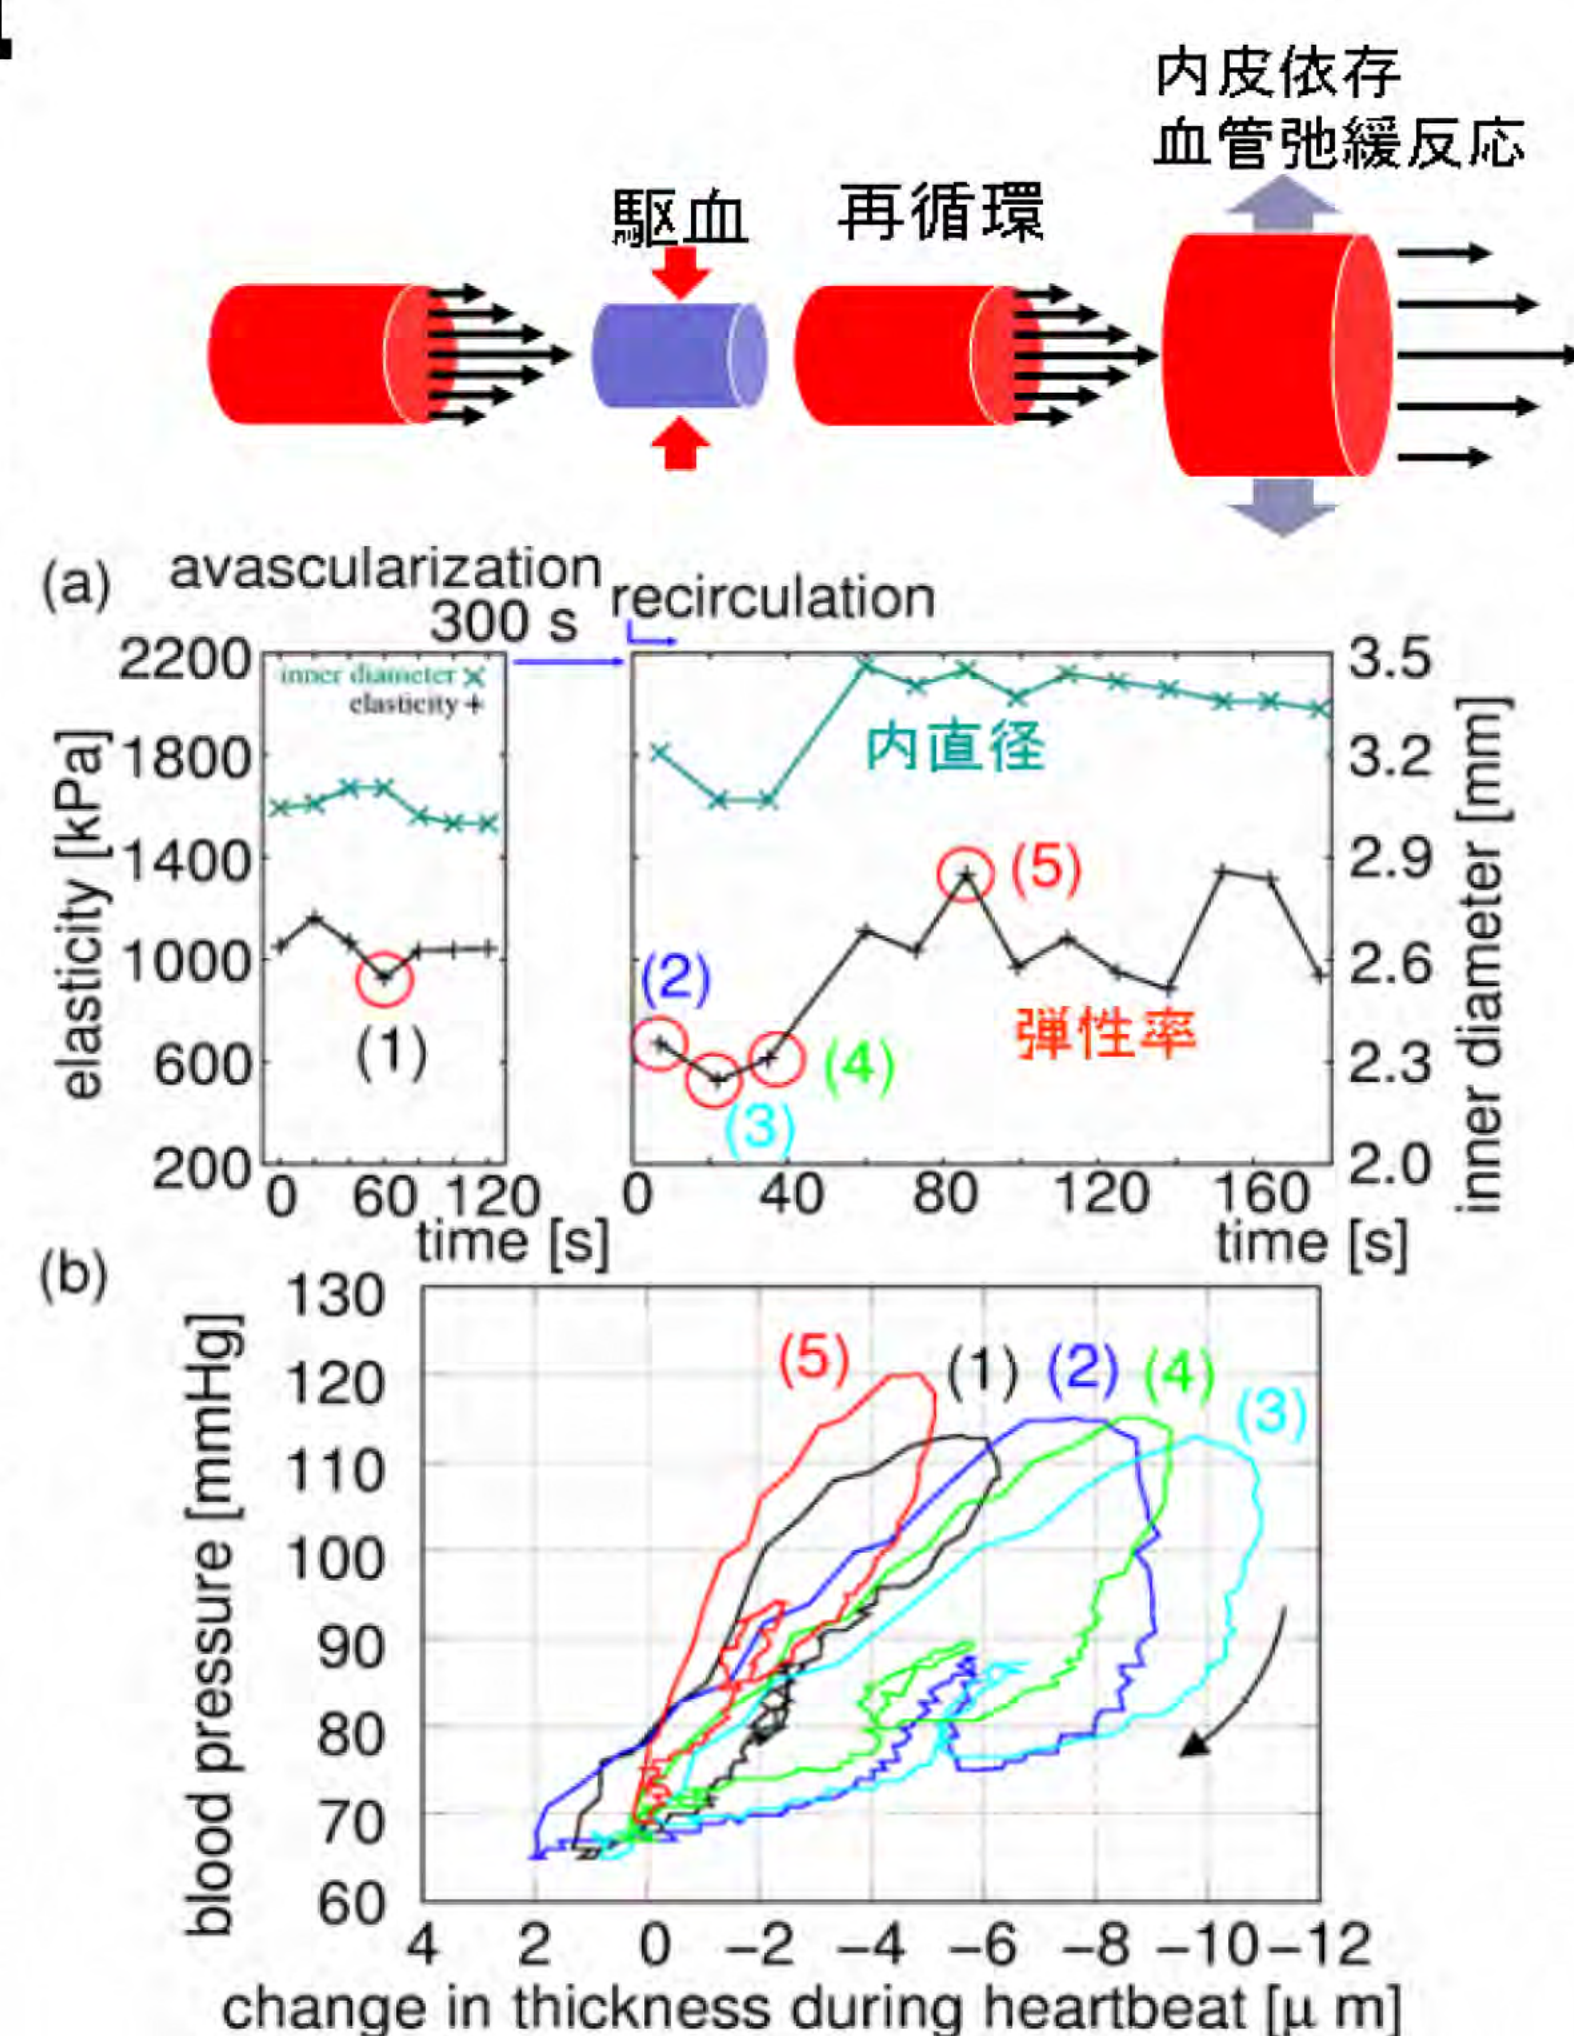 内皮依存
血管弛緩反応
駆血
再循環
(a)
avascularization
300 s
recirculation
2200
1800
1400
1000
600
200
elasticity [kPa]
inner diameter ×
elasticity +
内直径
(5)
(2)
(1)
(4)
(3)
弾性率
3.5
3.2
2.9
2.6
2.3
2.0
inner diameter [mm]
0 60 120
time [s]
0 40 80 120 160
time [s]
(b)
130
120
110
100
90
80
70
60
blood pressure [mmHg]
(5) (1) (2) (4) (3)
4 2 0 −2 −4 −6 −8 −10 −12
change in thickness during heartbeat [μ m]